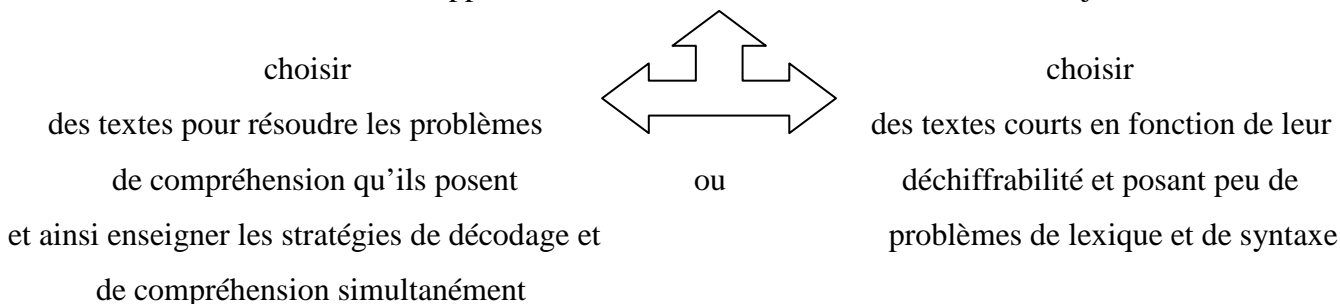 choisir
des textes pour résoudre les problèmes
de compréhension qu’ils posent
et ainsi enseigner les stratégies de décodage et
de compréhension simultanément
ou
choisir
des textes courts en fonction de leur
déchiffrabilité et posant peu de
problèmes de lexique et de syntaxe